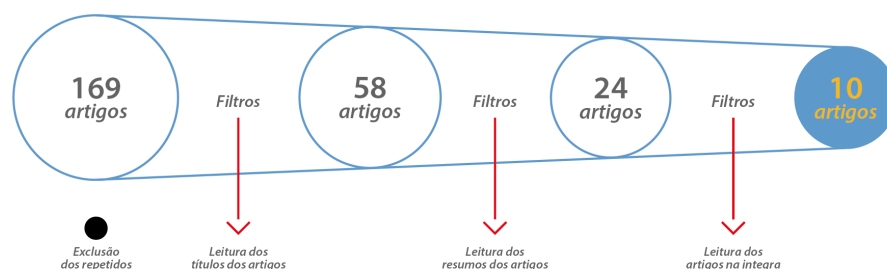 169
artigos
Filtros
58
artigos
Filtros
24
artigos
Filtros
10
artigos
Exclusão
dos repetidos
Leitura dos
títulos dos artigos
Leitura dos
resumos dos artigos
Leitura dos
artigos na integra